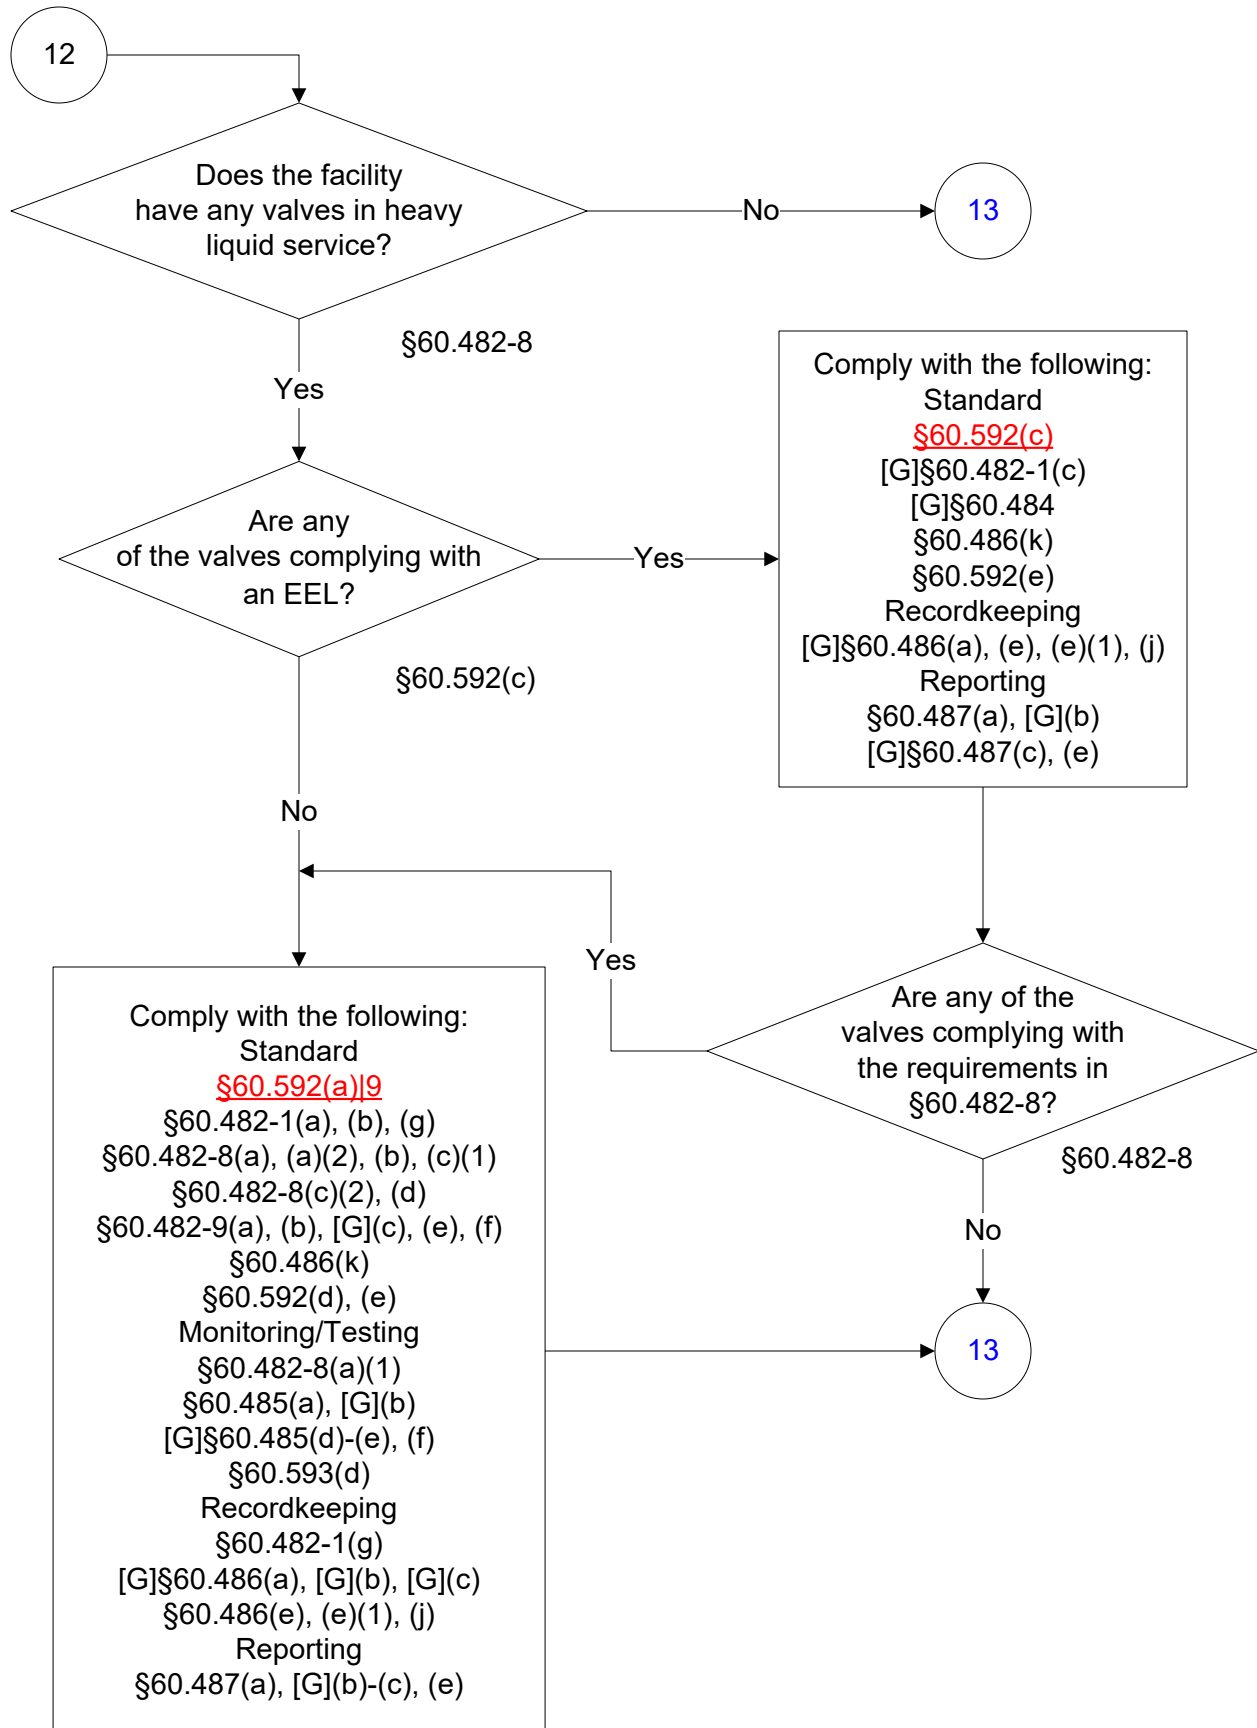 12
Does the facility
have any valves in heavy
liquid service?
No
13
§60.482-8
Yes
Are any
of the valves complying with
an EEL?
Yes
§60.592(c)
Comply with the following:
Standard
§60.592(c)
[G]§60.482-1(c)
[G]§60.484
§60.486(k)
§60.592(e)
Recordkeeping
[G]§60.486(a), (e), (e)(1), (j)
Reporting
§60.487(a), [G](b)
[G]§60.487(c), (e)
No
Yes
Are any of the
valves complying with
the requirements in
§60.482-8?
§60.482-8
No
13
Comply with the following:
Standard
§60.592(a)|9
§60.482-1(a), (b), (g)
§60.482-8(a), (a)(2), (b), (c)(1)
§60.482-8(c)(2), (d)
§60.482-9(a), (b), [G](c), (e), (f)
§60.486(k)
§60.592(d), (e)
Monitoring/Testing
§60.482-8(a)(1)
§60.485(a), [G](b)
[G]§60.485(d)-(e), (f)
§60.593(d)
Recordkeeping
§60.482-1(g)
[G]§60.486(a), [G](b), [G](c)
§60.486(e), (e)(1), (j)
Reporting
§60.487(a), [G](b)-(c), (e)